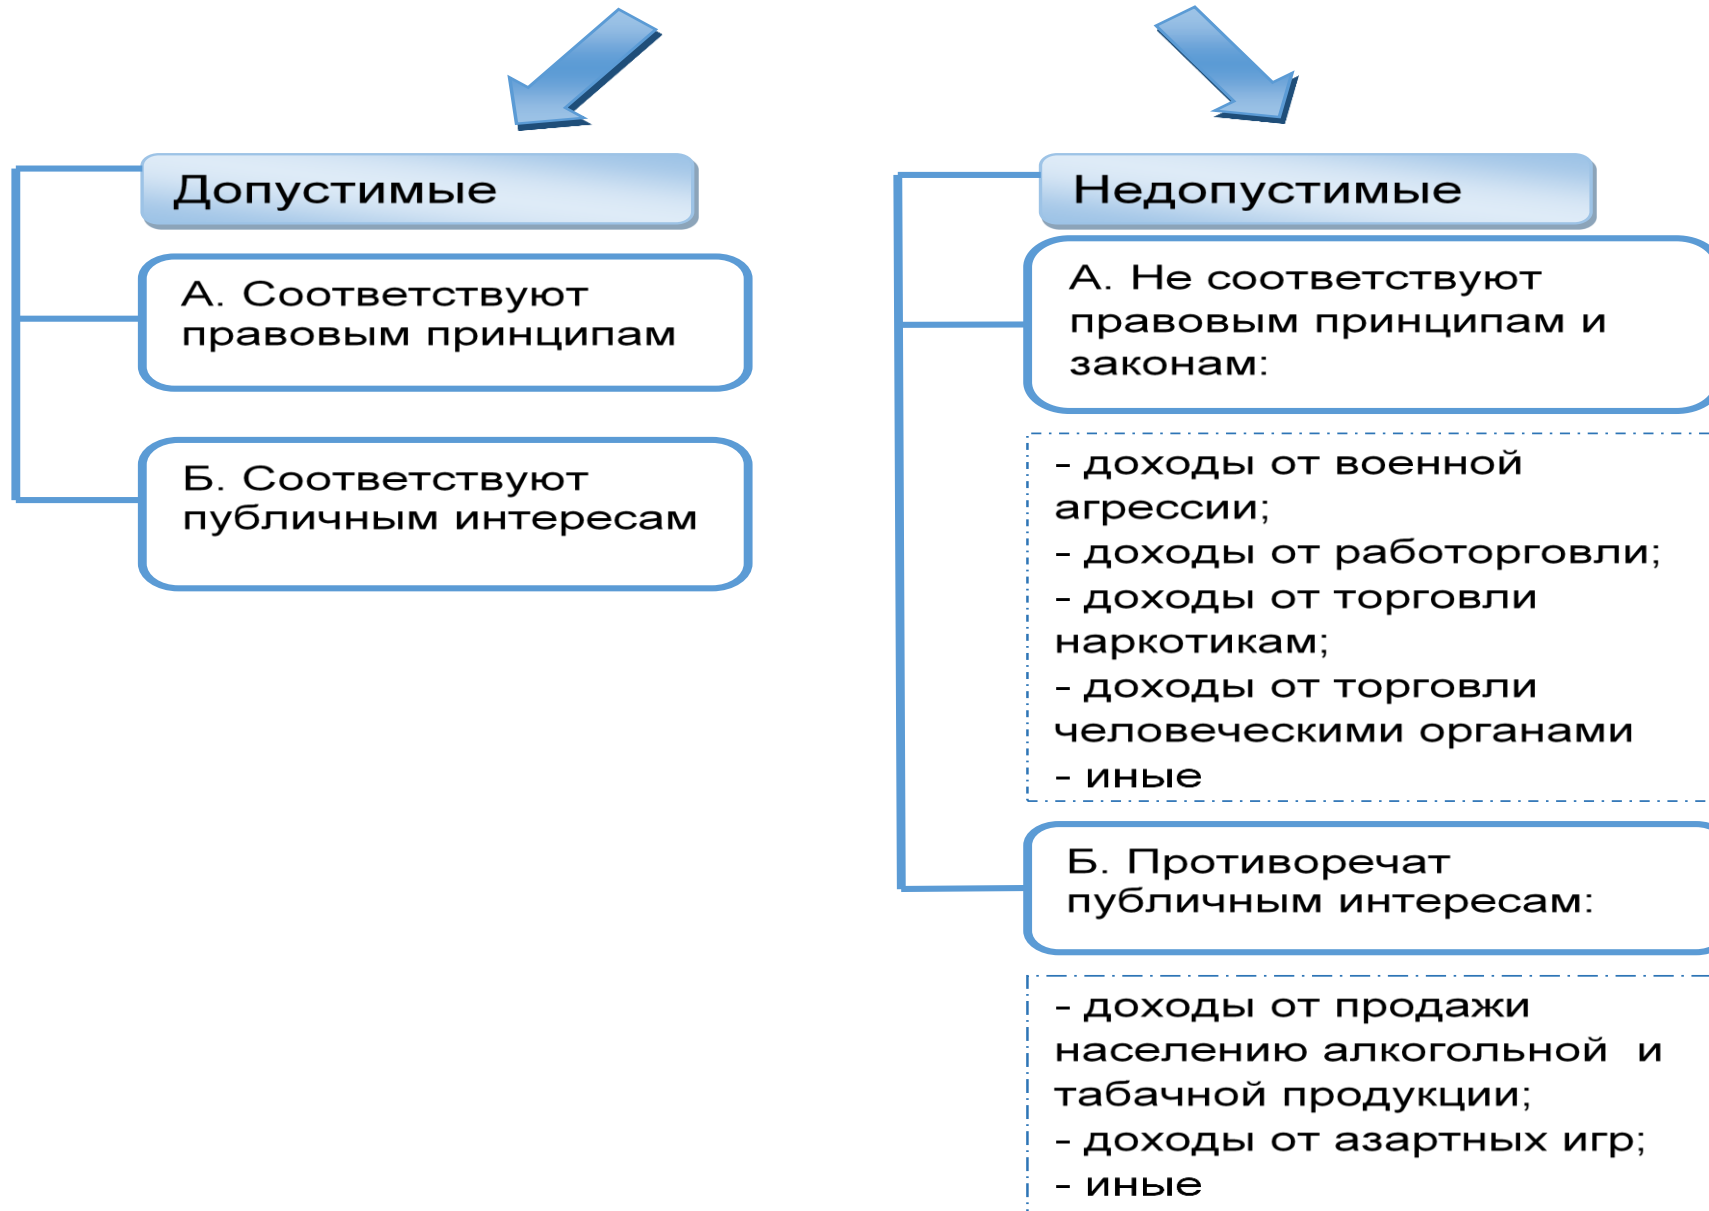 Допустимые
А. Соответствуют
правовым принципам
Б. Соответствуют
публичным интересам
Недопустимые
А. Не соответствуют
правовым принципам и
законам:
- доходы от военной
агрессии;
- доходы от работорговли;
- доходы от торговли
наркотикам;
- доходы от торговли
человеческими органами
- иные
Б. Противоречат
публичным интересам:
- доходы от продажи
населению алкогольной и
табачной продукции;
- доходы от азартных игр;
- иные